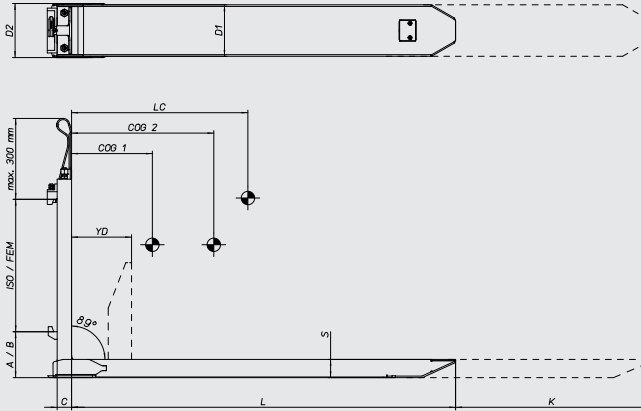 D2
D1
LC
COG 2
COG 1
max. 300 mm
YD
ISO / FEM
89°
S
A / B
C
L
K